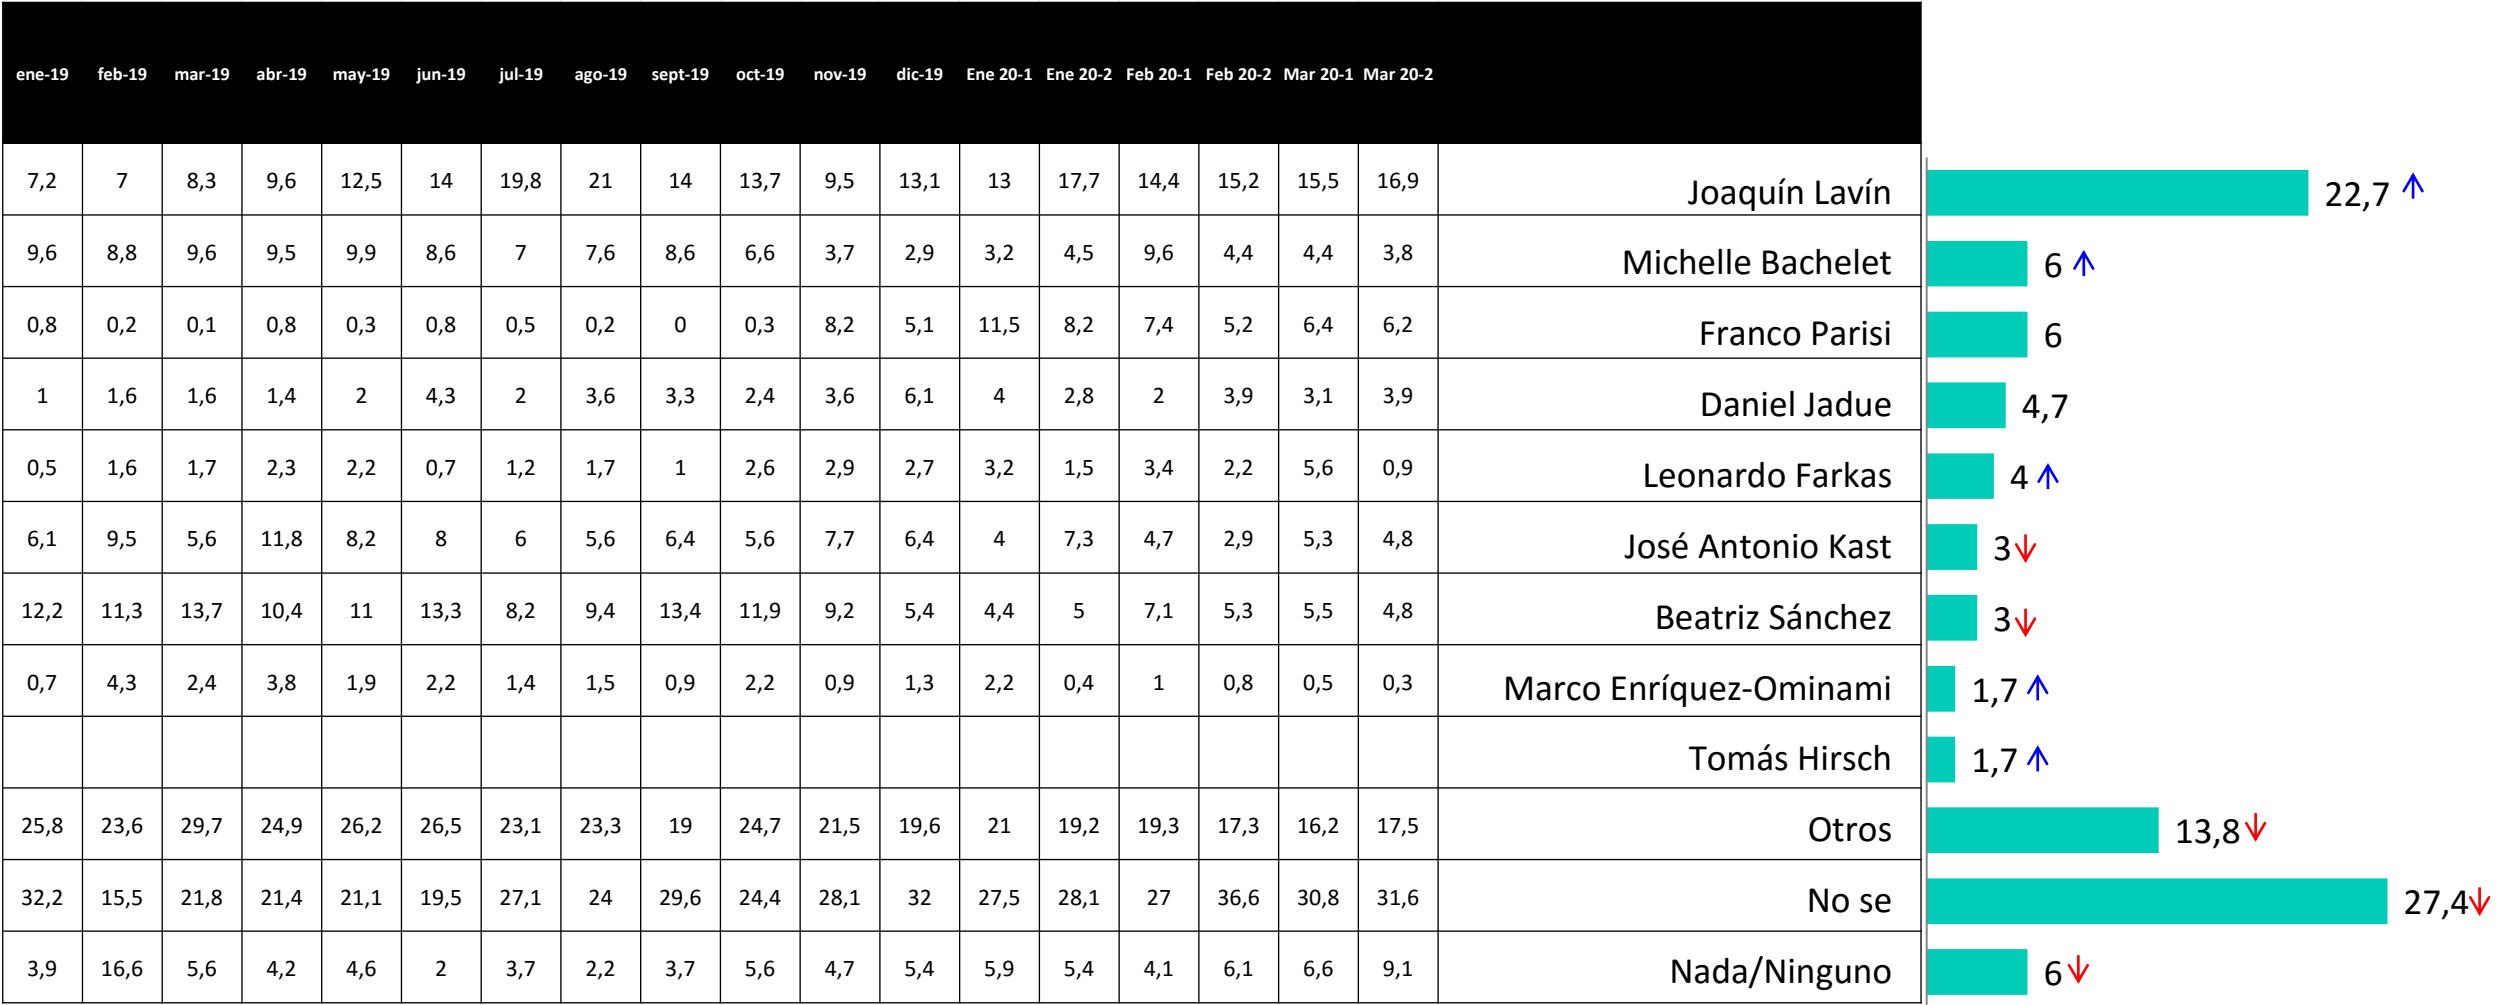 ene-19 feb-19 mar-19 abr-19 may-19 jun-19 jul-19 ago-19 sept-19 oct-19 nov-19 dic-19 Ene 20-1 Ene 20-2 Feb 20-1 Feb 20-2 Mar 20-1 Mar 20-2
7,2 7 8,3 9,6 12,5 14 19,8 21 14 13,7 9,5 13,1 13 17,7 14,4 15,2 15,5 16,9 Joaquín Lavín 22,7
9,6 8,8 9,6 9,5 9,9 8,6 7 7,6 8,6 6,6 3,7 2,9 3,2 4,5 9,6 4,4 4,4 3,8 Michelle Bachelet 6
0,8 0,2 0,1 0,8 0,3 0,8 0,5 0,2 0 0,3 8,2 5,1 11,5 8,2 7,4 5,2 6,4 6,2 Franco Parisi 6
1 1,6 1,6 1,4 2 4,3 2 3,6 3,3 2,4 3,6 6,1 4 2,8 2 3,9 3,1 3,9 Daniel Jadue 4,7
0,5 1,6 1,7 2,3 2,2 0,7 1,2 1,7 1 2,6 2,9 2,7 3,2 1,5 3,4 2,2 5,6 0,9 Leonardo Farkas 4
6,1 9,5 5,6 11,8 8,2 8 6 5,6 6,4 5,6 7,7 6,4 4 7,3 4,7 2,9 5,3 4,8 José Antonio Kast 3
12,2 11,3 13,7 10,4 11 13,3 8,2 9,4 13,4 11,9 9,2 5,4 4,4 5 7,1 5,3 5,5 4,8 Beatriz Sánchez 3
0,7 4,3 2,4 3,8 1,9 2,2 1,4 1,5 0,9 2,2 0,9 1,3 2,2 0,4 1 0,8 0,5 0,3 Marco Enríquez-Ominami 1,7
Tomás Hirsch 1,7
25,8 23,6 29,7 24,9 26,2 26,5 23,1 23,3 19 24,7 21,5 19,6 21 19,2 19,3 17,3 16,2 17,5 Otros 13,8
32,2 15,5 21,8 21,4 21,1 19,5 27,1 24 29,6 24,4 28,1 32 27,5 28,1 27 36,6 30,8 31,6 No se 27,4
3,9 16,6 5,6 4,2 4,6 2 3,7 2,2 3,7 5,6 4,7 5,4 5,9 5,4 4,1 6,1 6,6 9,1 Nada/Ninguno 6